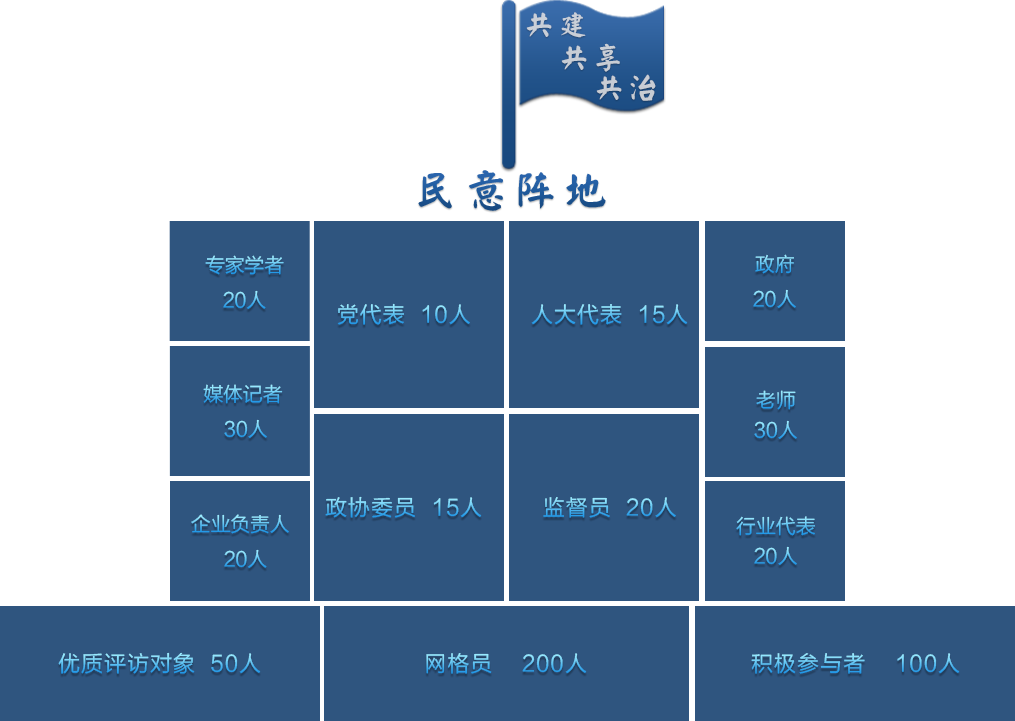 共建
共享
共治
民意阵地
专家学者
20人
党代表 10人
人大代表 15人
政府
20人
媒体记者
30人
老师
30人
政协委员 15人
监督员 20人
企业负责人
20人
行业代表
20人
优质评访对象 50人
网格员 200人
积极参与者 100人